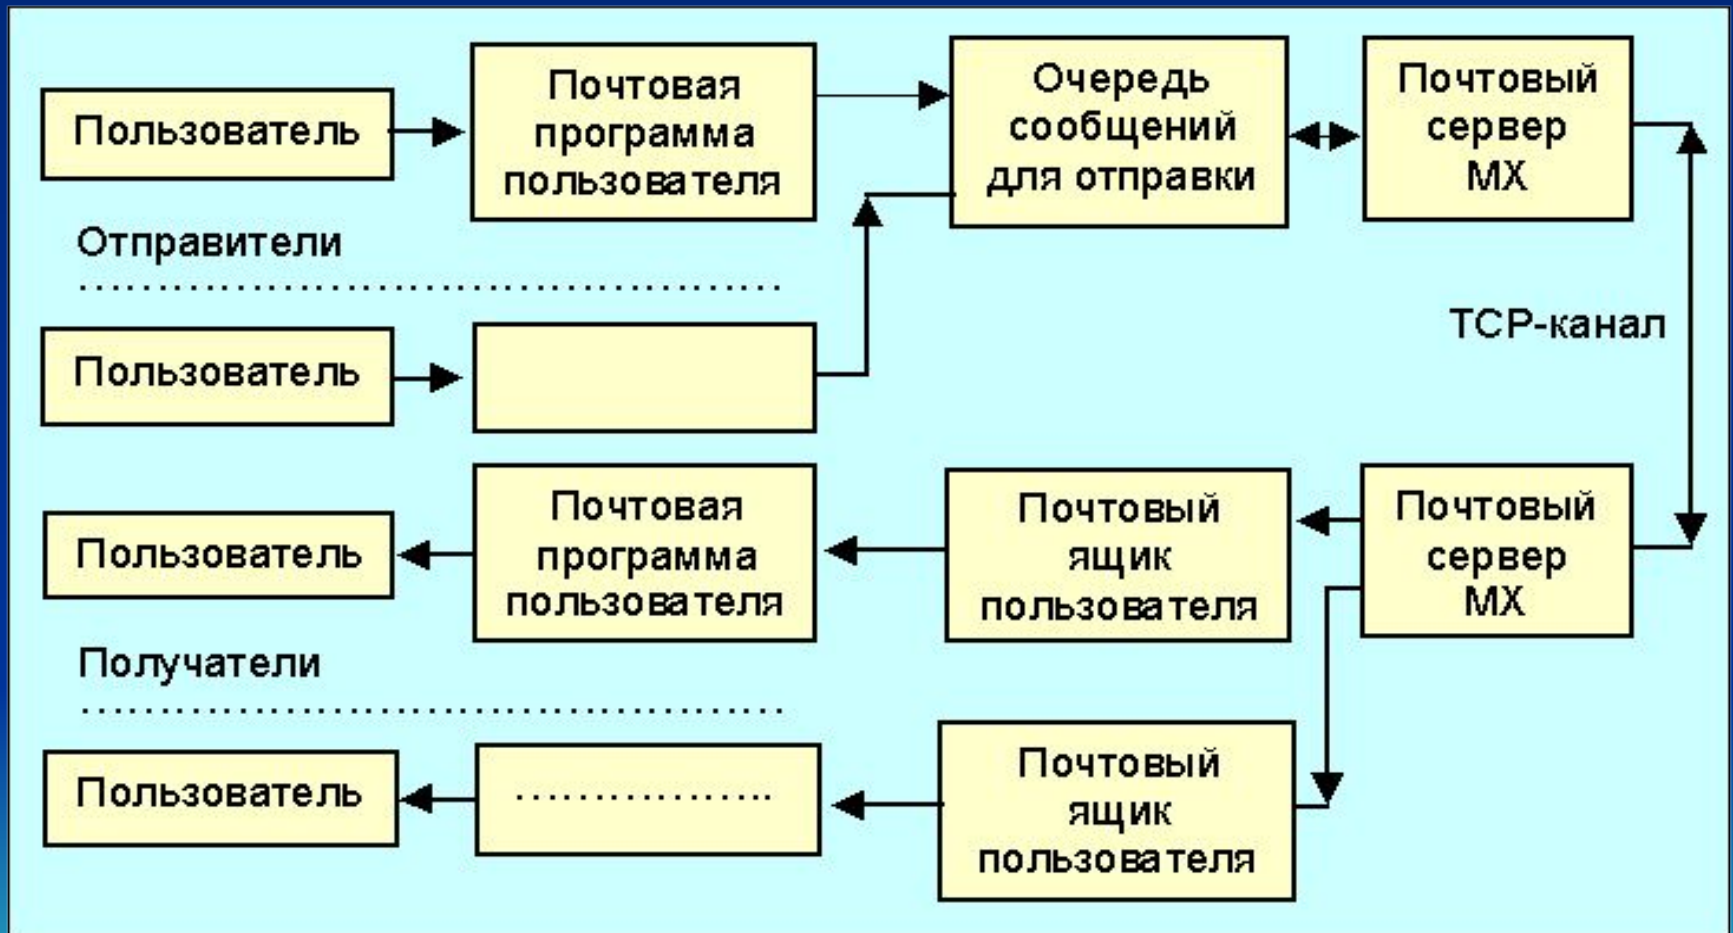 Пользователь
Почтовая
программа
пользователя
Очередь
сообщений
для отправки
Почтовый
сервер
MX
Отправители
TCP-канал
Пользователь
Пользователь
Почтовая
программа
пользователя
Почтовый
ящик
пользователя
Почтовый
сервер
MX
Получатели
Пользователь
Почтовый
ящик
пользователя